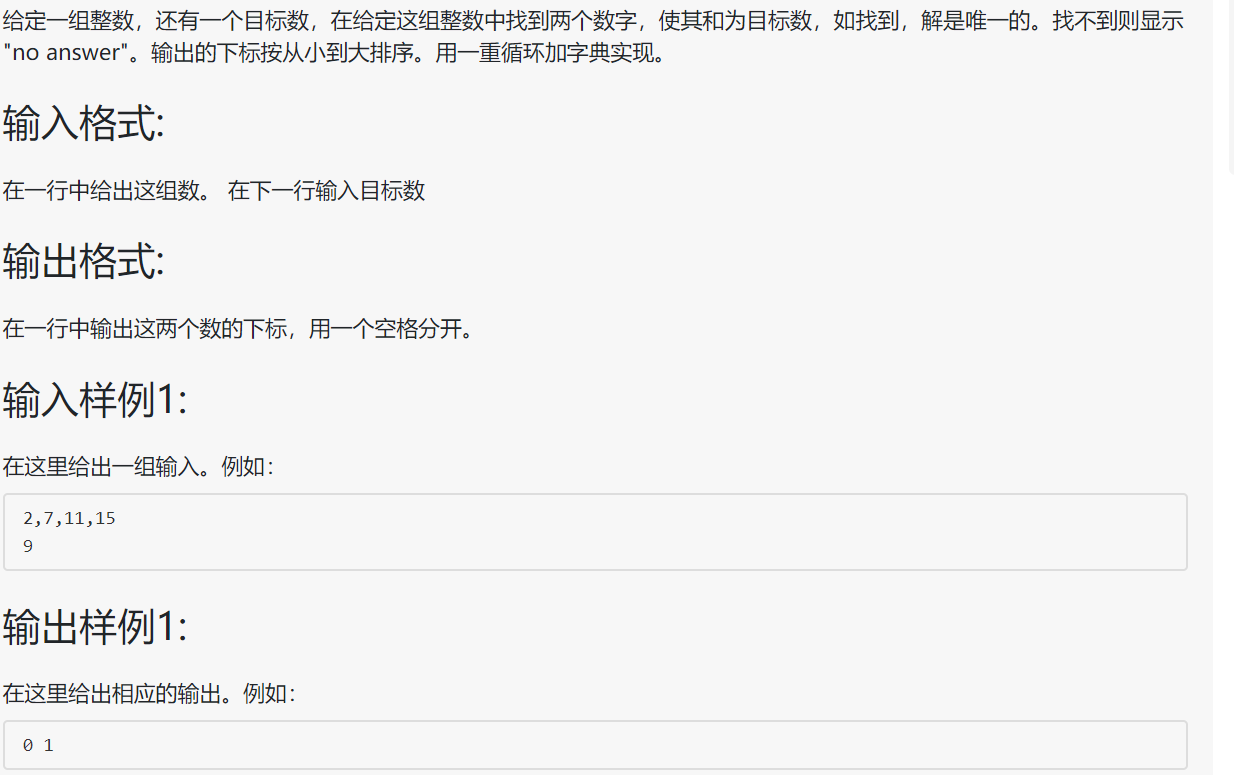 给定一组整数，还有一个目标数，在给定这组整数中找到两个数字，使其和为目标数，如找到，解是唯一的。找不到则显示
"no answer"。输出的下标按从小到大排序。用一重循环加字典实现。
输入格式:
在一行中给出这组数。 在下一行输入目标数
输出格式:
在一行中输出这两个数的下标，用一个空格分开。
输入样例1:
在这里给出一组输入。例如：
2,7,11,15
9
输出样例1:
在这里给出相应的输出。例如：
0 1